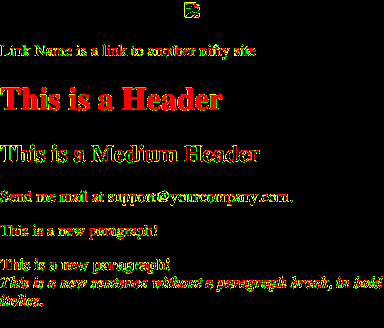 Link Name is a link to another nifty site
This is a Header
This is a Medium Header
Send me mail at support@yourcompany.com.
This is a new paragraph!
This is a new paragraph!
This is a new sentence without a paragraph break, in bold
italics.